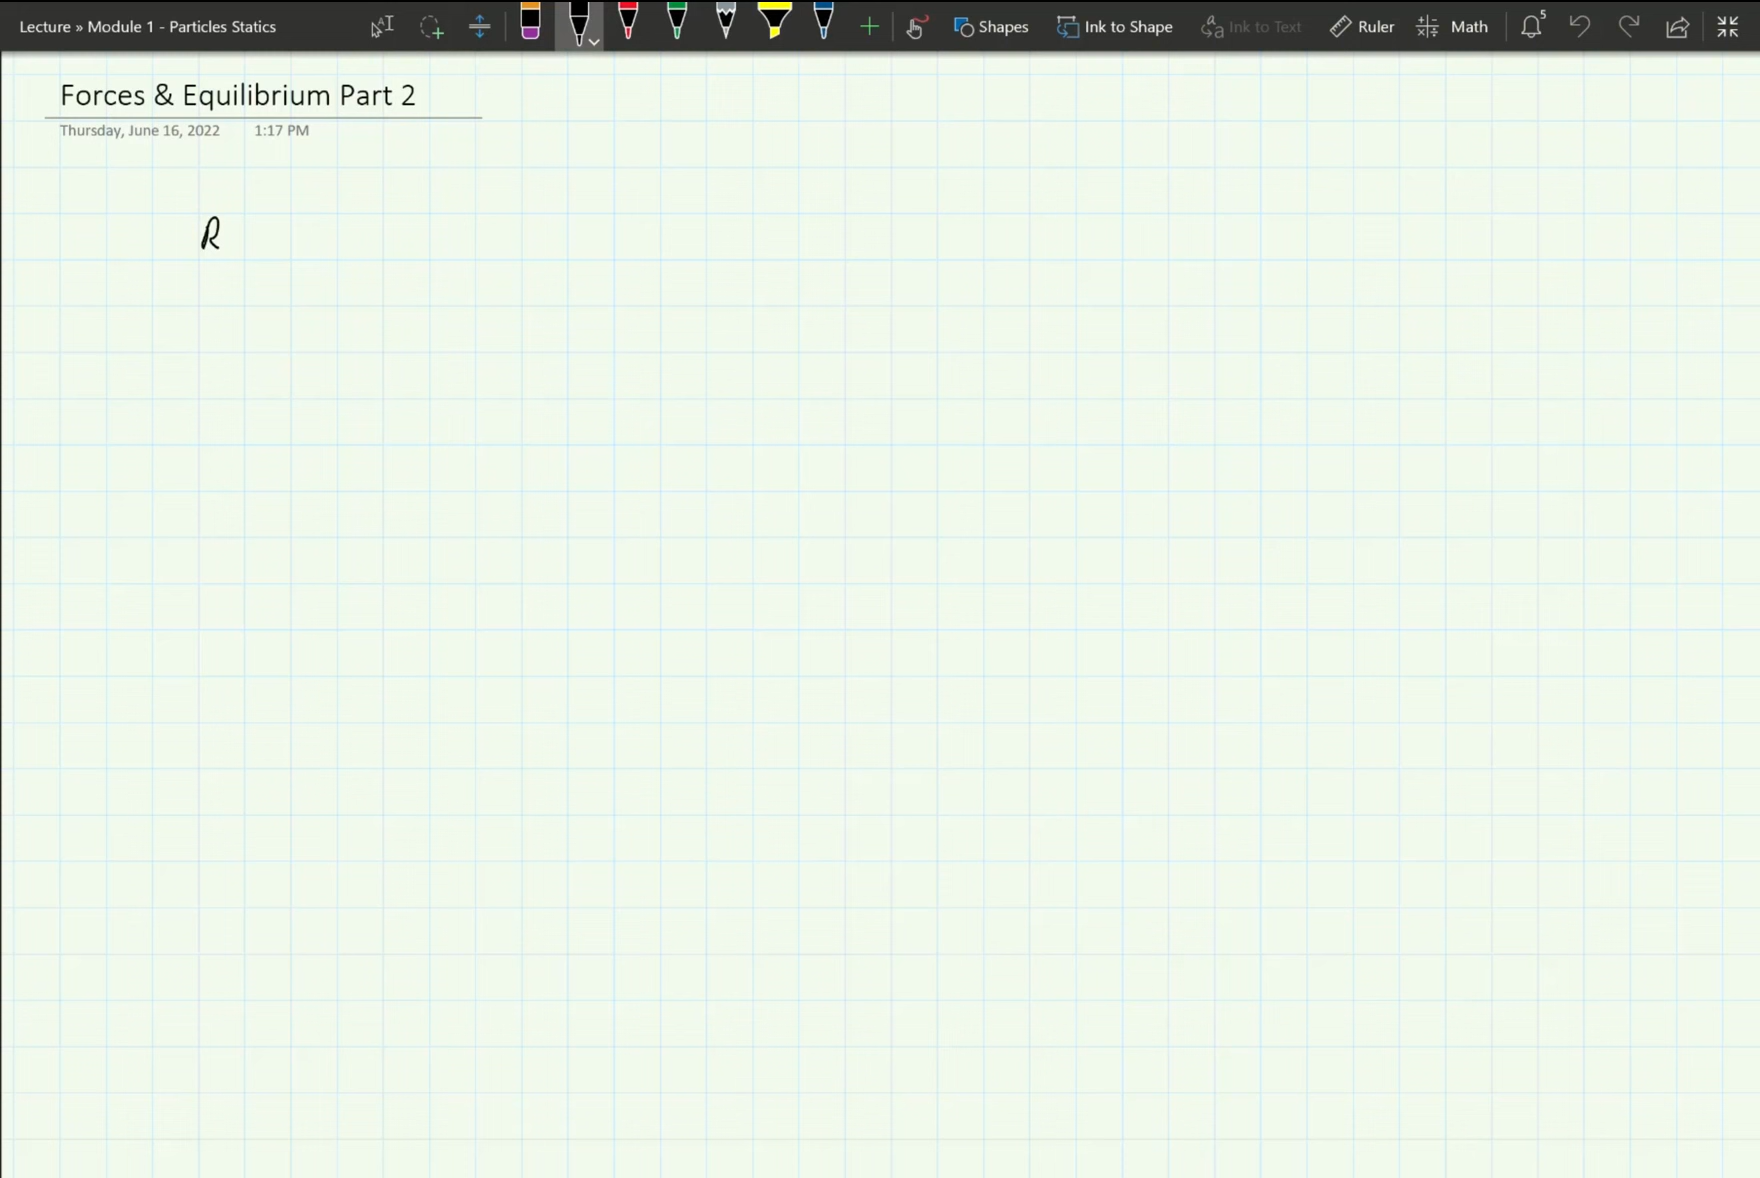 Lecture » Module 1 - Particles Statics
Shapes
Ink to Shape
Ink to Text
Ruler
Math
5
Forces & Equilibrium Part 2
Thursday, June 16, 2022 1:17 PM
R